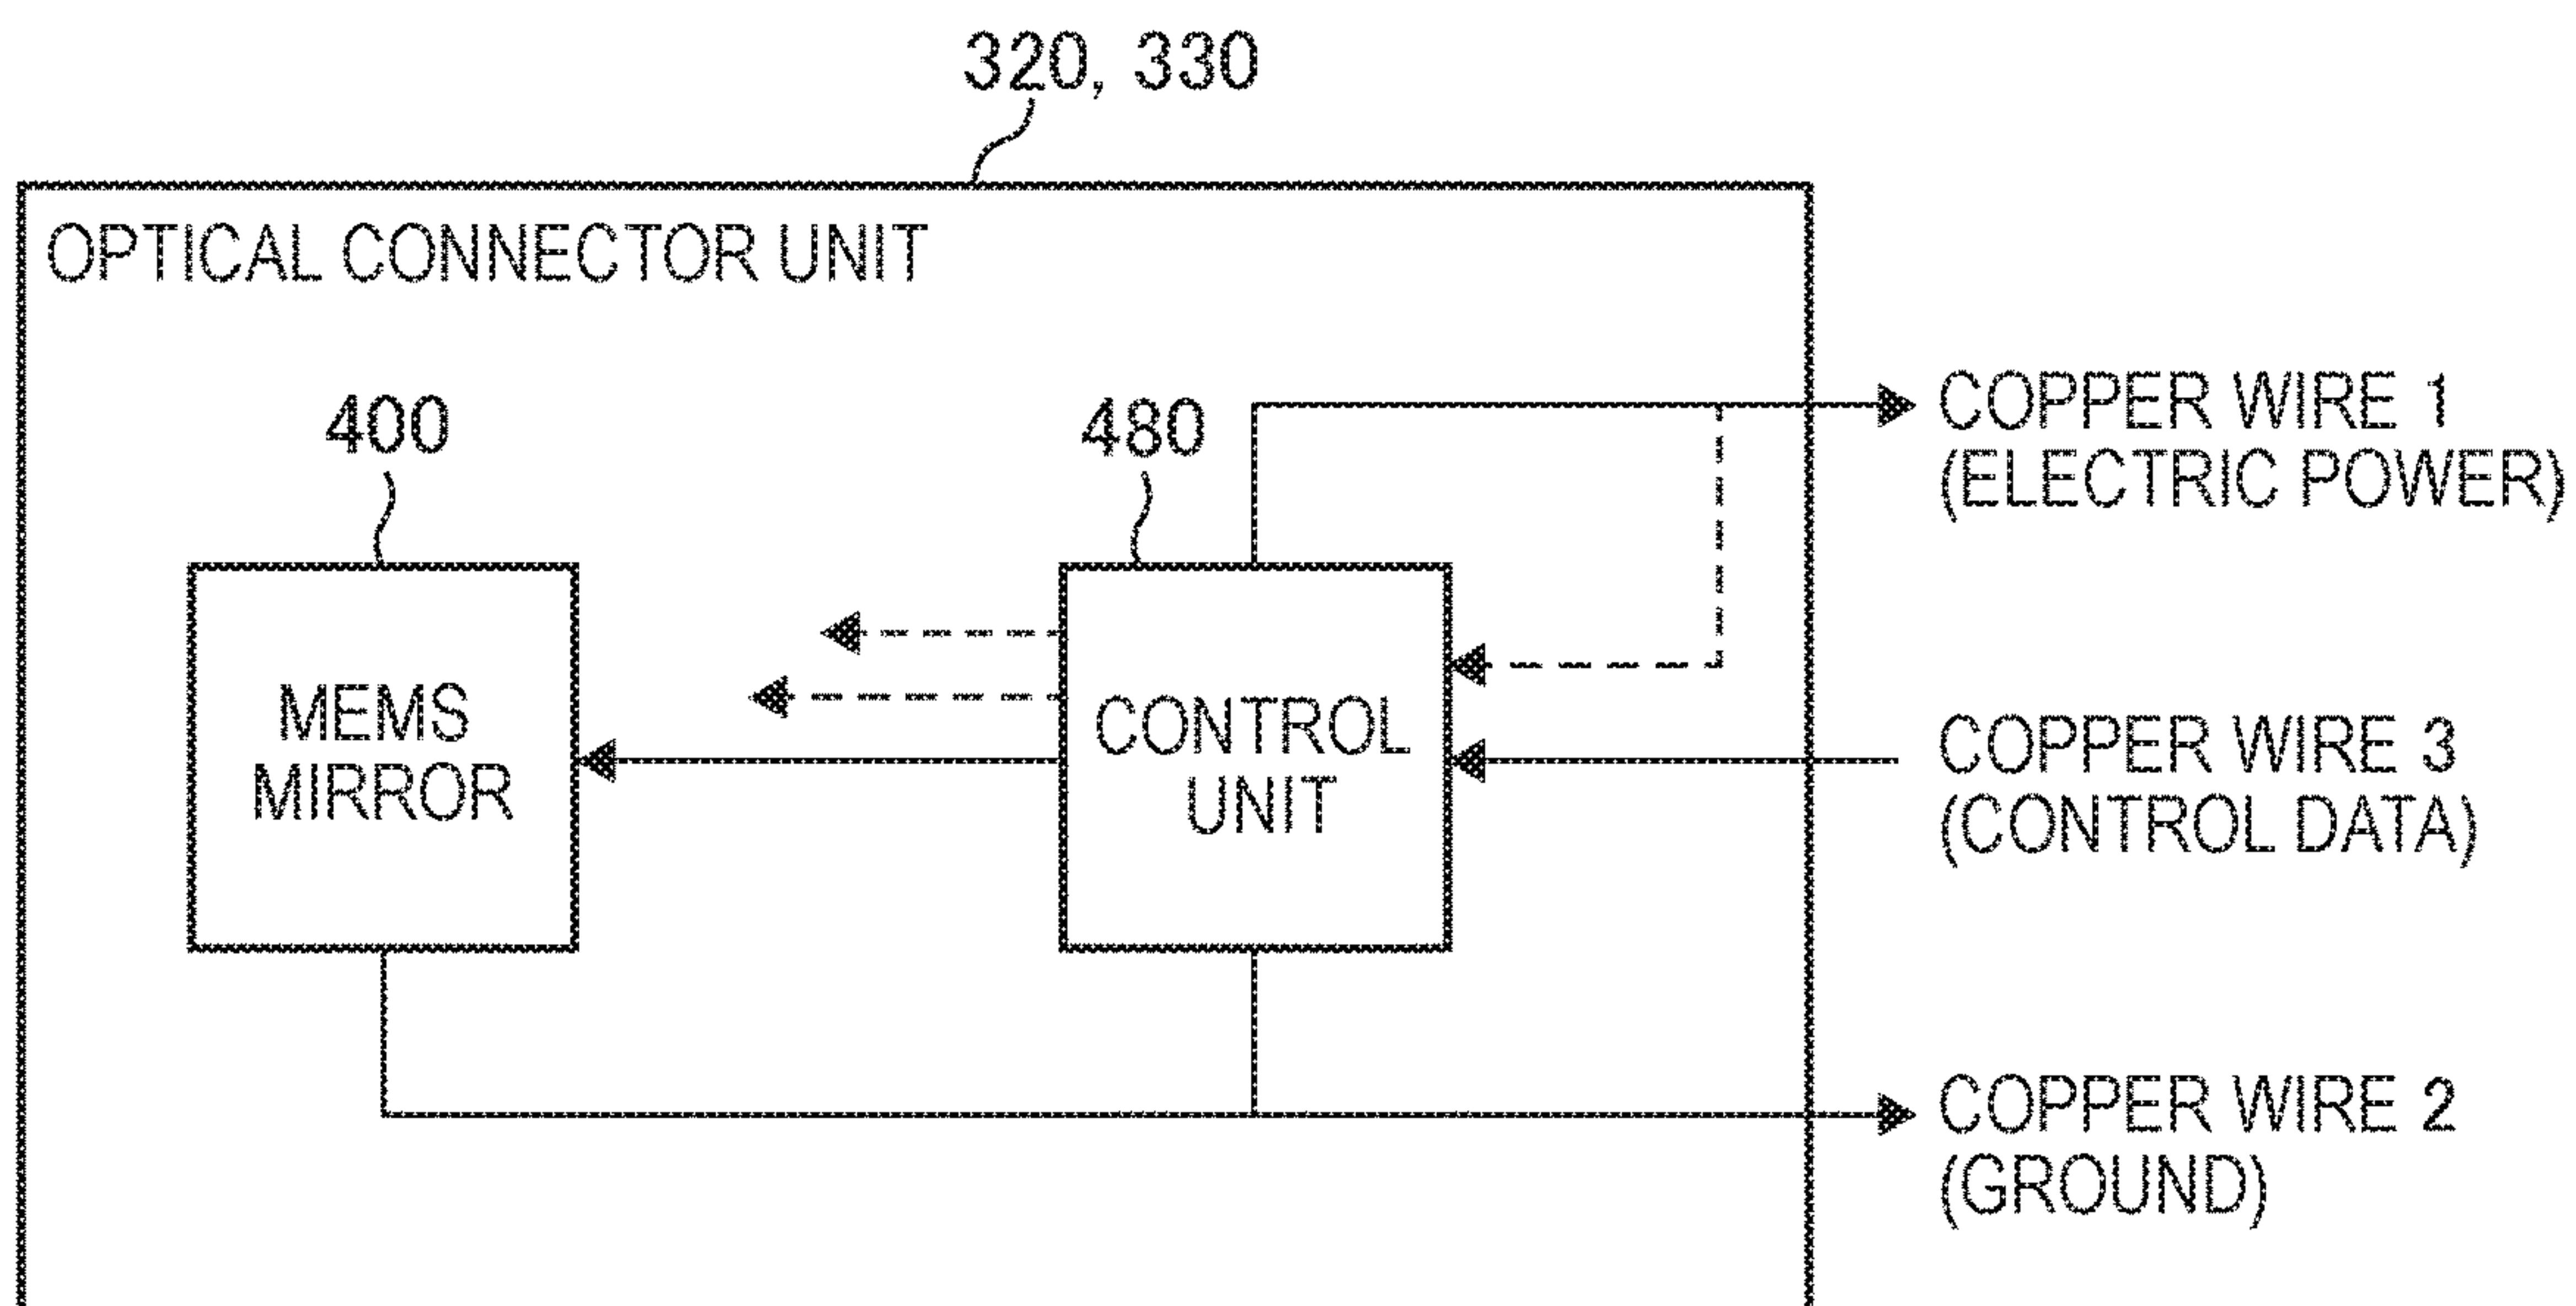 320, 330
OPTICAL CONNECTOR UNIT
400
480
COPPER WIRE 1
(ELECTRIC POWER)
MEMS
MIRROR
CONTROL
UNIT
COPPER WIRE 3
(CONTROL DATA)
COPPER WIRE 2
(GROUND)